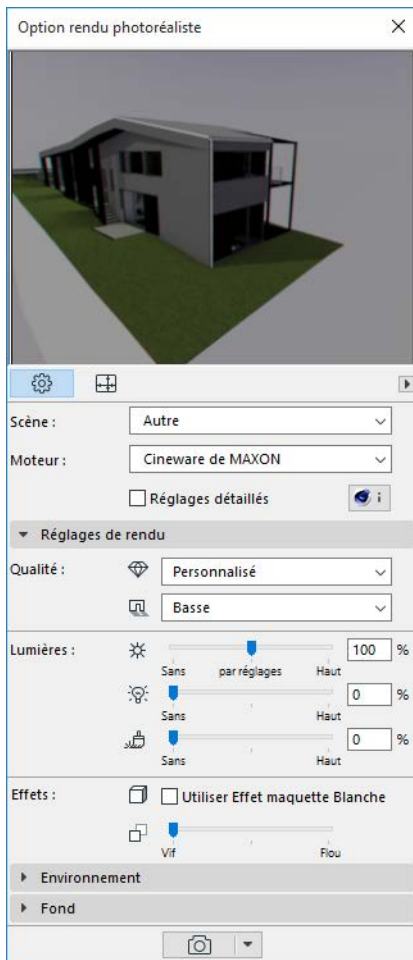 Option rendu photoréaliste
Scène : Autre
Moteur : Cineware de MAXON
Réglages détaillés i
Réglages de rendu
Qualité : Personnalisé
Basse
Lumières : 100 %
Sans par réglages Haut
0 %
Sans Haut
0 %
Sans Haut
Effets : Utiliser Effet maquette Blanche
Vif Flou
Environnement
Fond